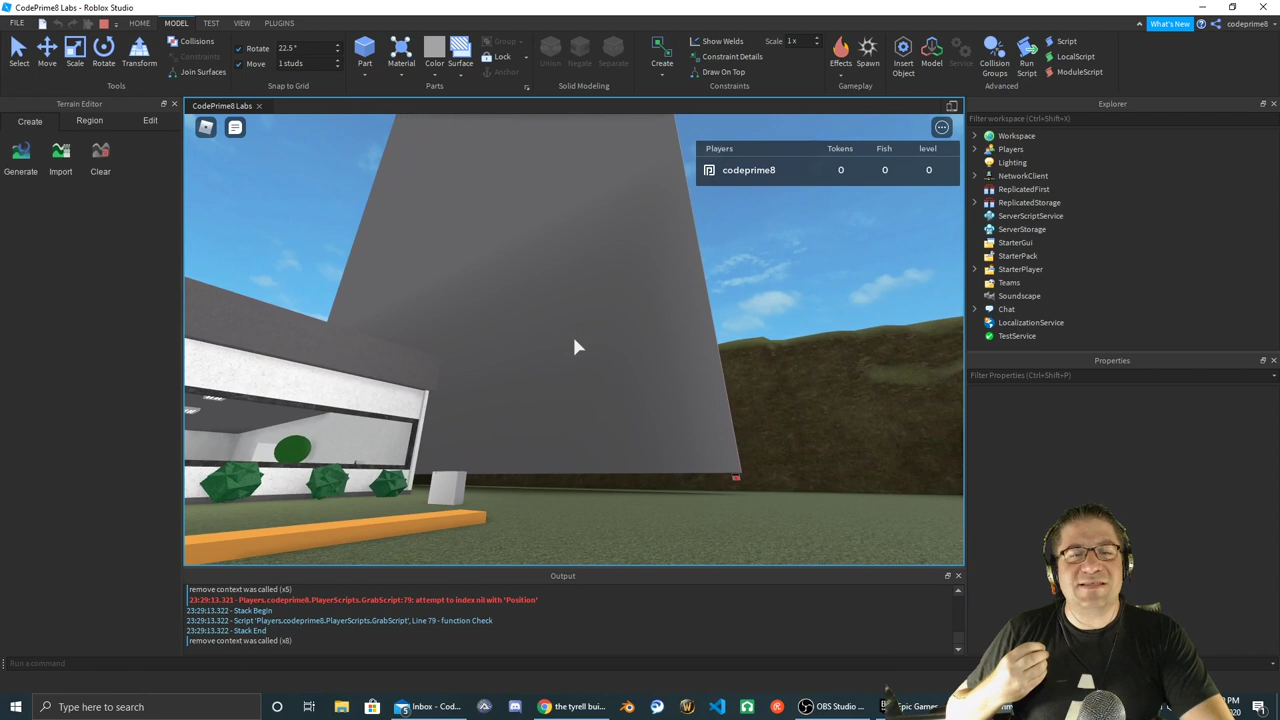 CodePrime8 Labs - Roblox Studio
FILE HOME MODEL TEST VIEW PLUGINS What's New codeprime8
Select Move Scale Rotate Transform
Collisions
Constraints
Join Surfaces
Tools
Rotate 22.5°
Move 1 studs
Snap to Grid
Part Material Color Surface
Group
Lock
Anchor
Parts
Union Negate Separate
Solid Modeling
Create
Show Welds Scale 1 x
Constraint Details
Draw On Top
Constraints
Effects Spawn
Gameplay
Insert Object Model Service Collision Groups Run Script
Script
LocalScript
ModuleScript
Advanced
Terrain Editor
Create Region Edit
Generate Import Clear
CodePrime8 Labs
Players Tokens Fish level
codeprime8 0 0 0
Explorer
Filter workspace (Ctrl+Shift+X)
Workspace
Players
Lighting
NetworkClient
ReplicatedFirst
ReplicatedStorage
ServerScriptService
ServerStorage
StarterGui
StarterPack
StarterPlayer
Teams
Soundscape
Chat
LocalizationService
TestService
Properties
Filter Properties (Ctrl+Shift+P)
Output
remove context was called (x5)
23:29:13.321 - Players.codeprime8.PlayerScripts.GrabScript:79: attempt to index nil with 'Position'
23:29:13.322 - Stack Begin
23:29:13.322 - Script 'Players.codeprime8.PlayerScripts.GrabScript', Line 79 - function Check
23:29:13.322 - Stack End
remove context was called (x8)
Run a command
Type here to search
5 Inbox - Cod...
the tyrell bui...
OBS Studio ...
Epic Games